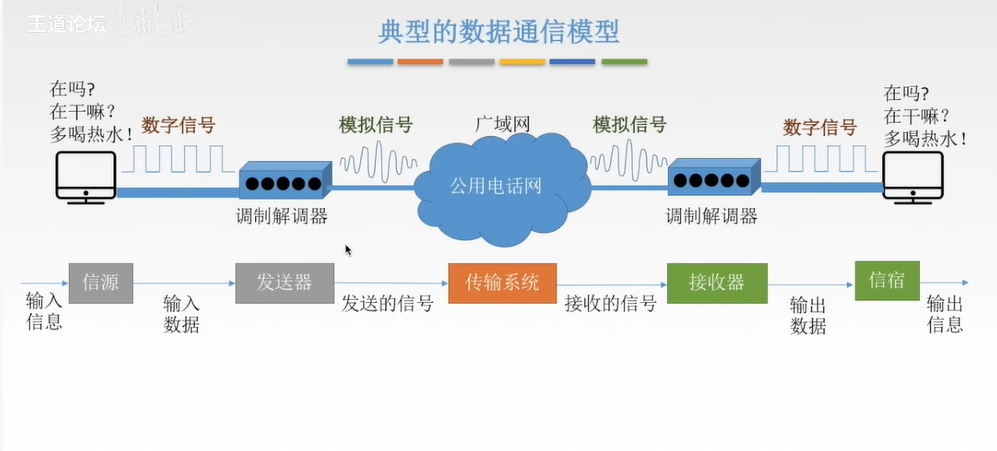 王道论坛
典型的数据通信模型
在吗?
在干嘛?
多喝热水!
数字信号
模拟信号
广域网
模拟信号
数字信号
在吗?
在干嘛?
多喝热水!
公用电话网
调制解调器
调制解调器
信源
发送器
传输系统
接收器
信宿
输入
信息
输入
数据
发送的信号
接收的信号
输出
数据
输出
信息